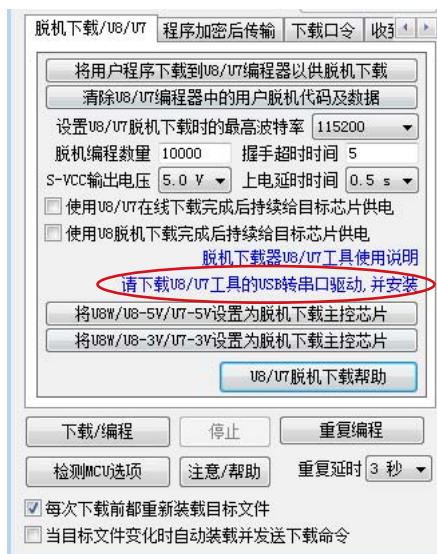 脱机下载/U8/U7 程序加密后传输 下载口令
将用户程序下载到U8/U7编程器以供脱机下载
清除U8/U7编程器中的用户脱机代码及数据
设置U8/U7脱机下载时的最高波特率 115200
脱机编程数量 10000 握手超时时间 5
S-VCC输出电压 5.0 V 上电延时时间 0.5 s
使用U8/U7在线下载完成后持续给目标芯片供电
使用U8脱机下载完成后持续给目标芯片供电
脱机下载器U8/U7工具使用说明
请下载U8/U7工具的USB转串口驱动,并安装
将U8W/U8-5V/U7-5V设置为脱机下载主控芯片
将U8W/U8-3V/U7-3V设置为脱机下载主控芯片
U8/U7脱机下载帮助
下载/编程 停止 重复编程
检测MCU选项 注意/帮助 重复延时 3 秒
每次下载前都重新装载目标文件
当目标文件变化时自动装载并发送下载命令